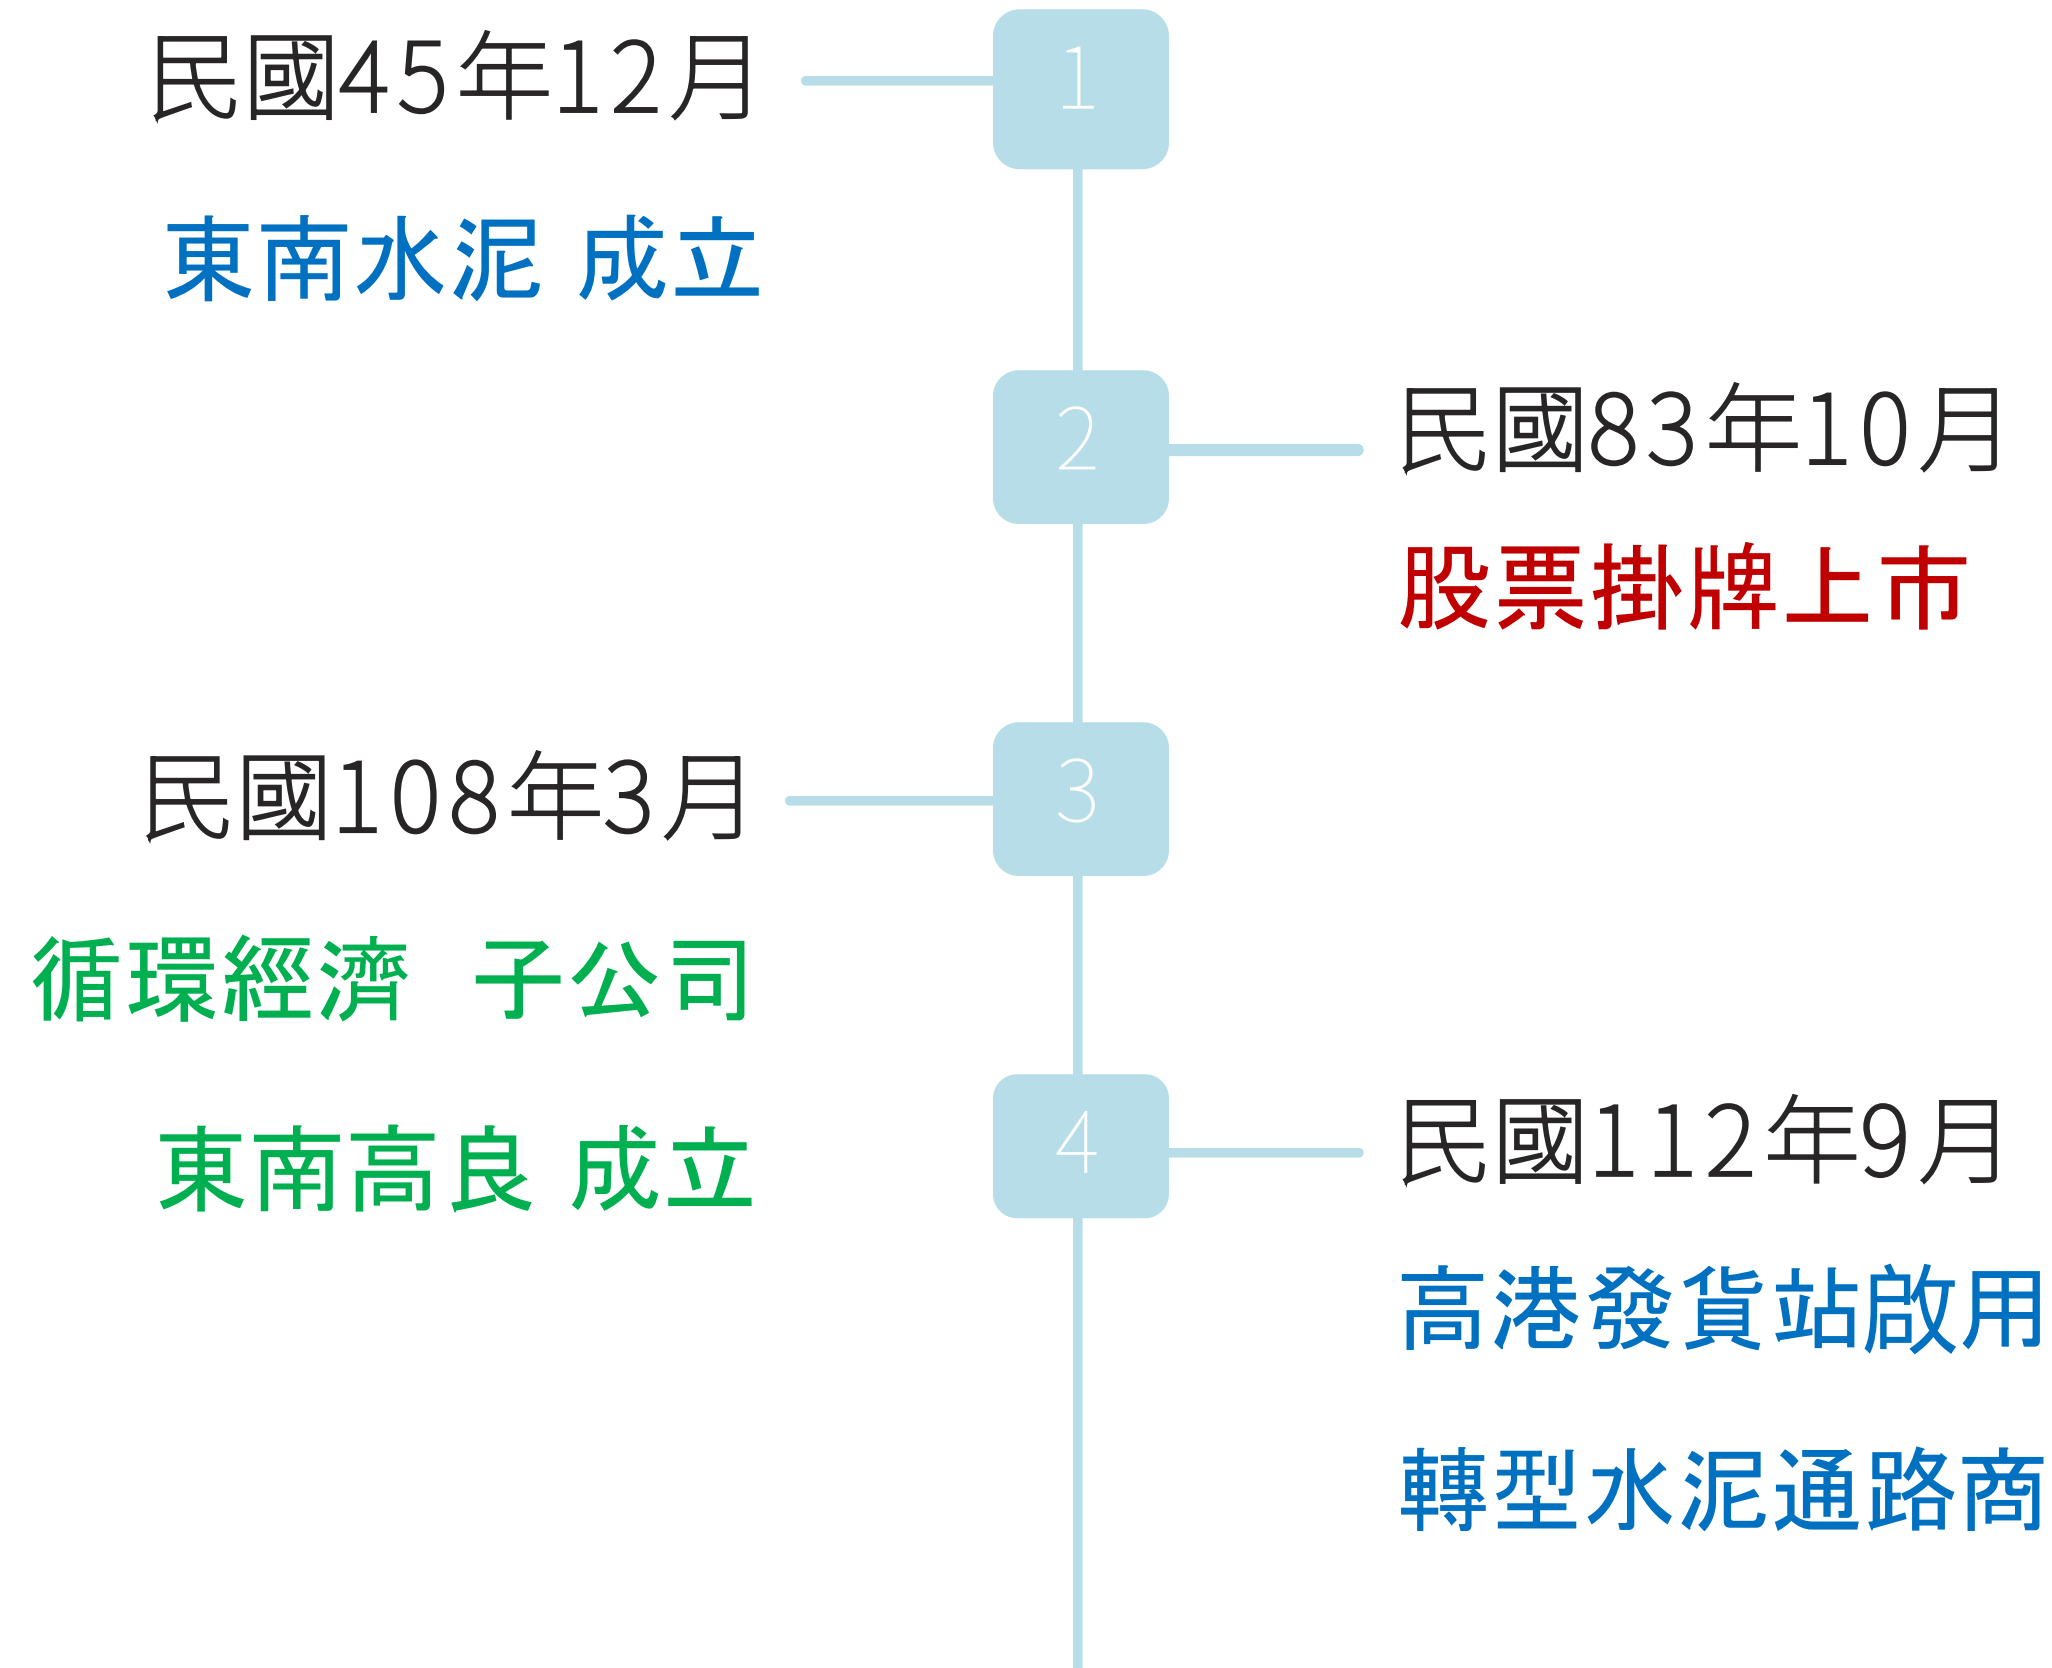 民國45年12月
1
東南水泥 成立
2
民國83年10月
股票掛牌上市
民國108年3月
3
循環經濟 子公司
東南高良 成立
4
民國112年9月
高港發貨站啟用
轉型水泥通路商